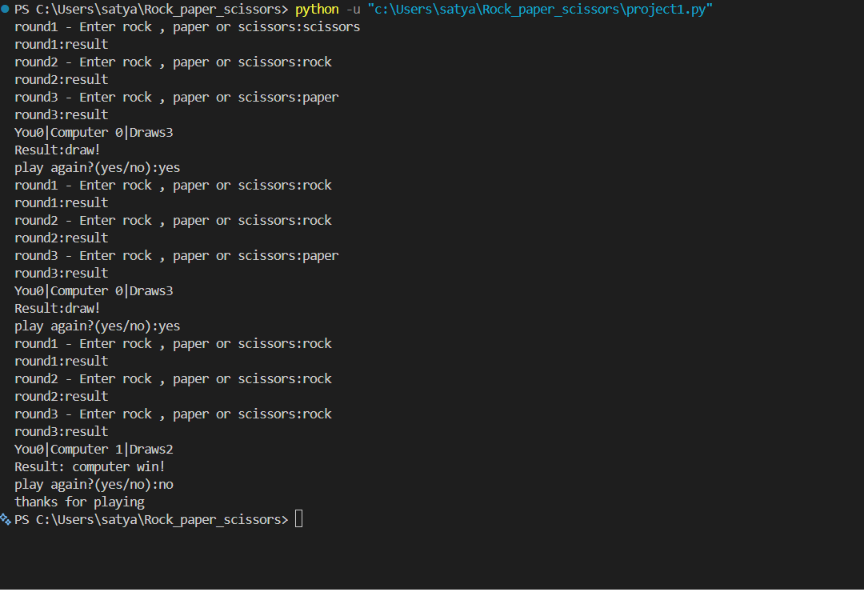 PS C:\Users\satya\Rock_paper_scissors> python -u "c:\Users\satya\Rock_paper_scissors\project1.py"
round1 - Enter rock , paper or scissors:scissors
round1:result
round2 - Enter rock , paper or scissors:rock
round2:result
round3 - Enter rock , paper or scissors:paper
round3:result
You0|Computer 0|Draws3
Result:draw!
play again?(yes/no):yes
round1 - Enter rock , paper or scissors:rock
round1:result
round2 - Enter rock , paper or scissors:rock
round2:result
round3 - Enter rock , paper or scissors:paper
round3:result
You0|Computer 0|Draws3
Result:draw!
play again?(yes/no):yes
round1 - Enter rock , paper or scissors:rock
round1:result
round2 - Enter rock , paper or scissors:rock
round2:result
round3 - Enter rock , paper or scissors:rock
round3:result
You0|Computer 1|Draws2
Result: computer win!
play again?(yes/no):no
thanks for playing
PS C:\Users\satya\Rock_paper_scissors>